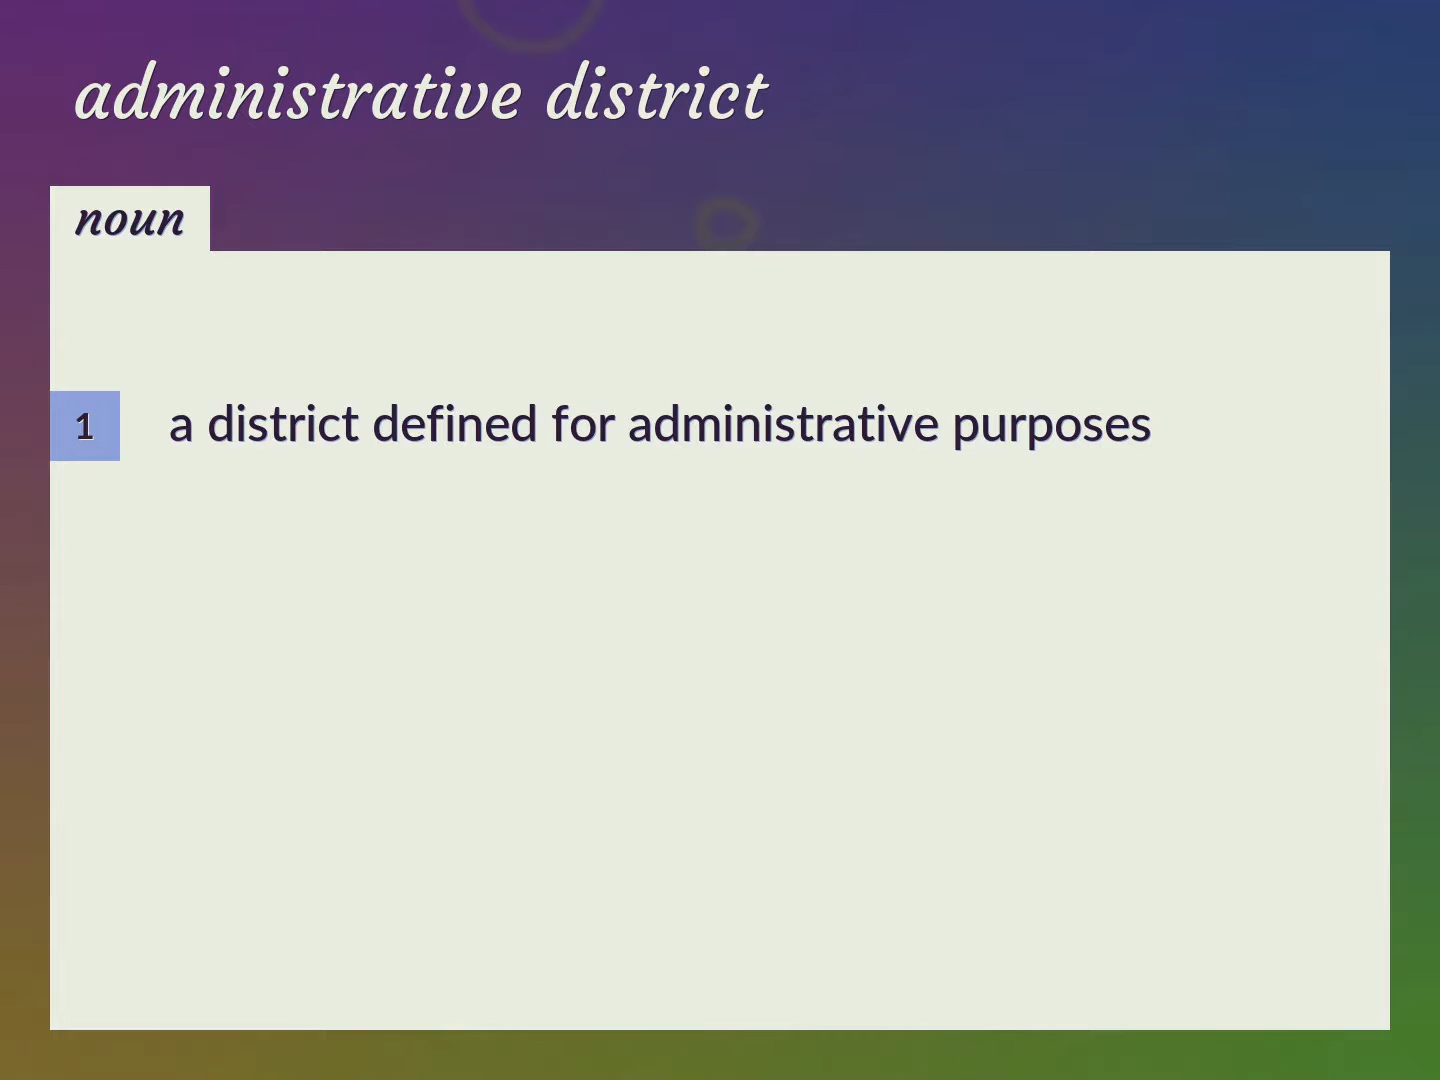 administrative district
noun
1 a district defined for administrative purposes